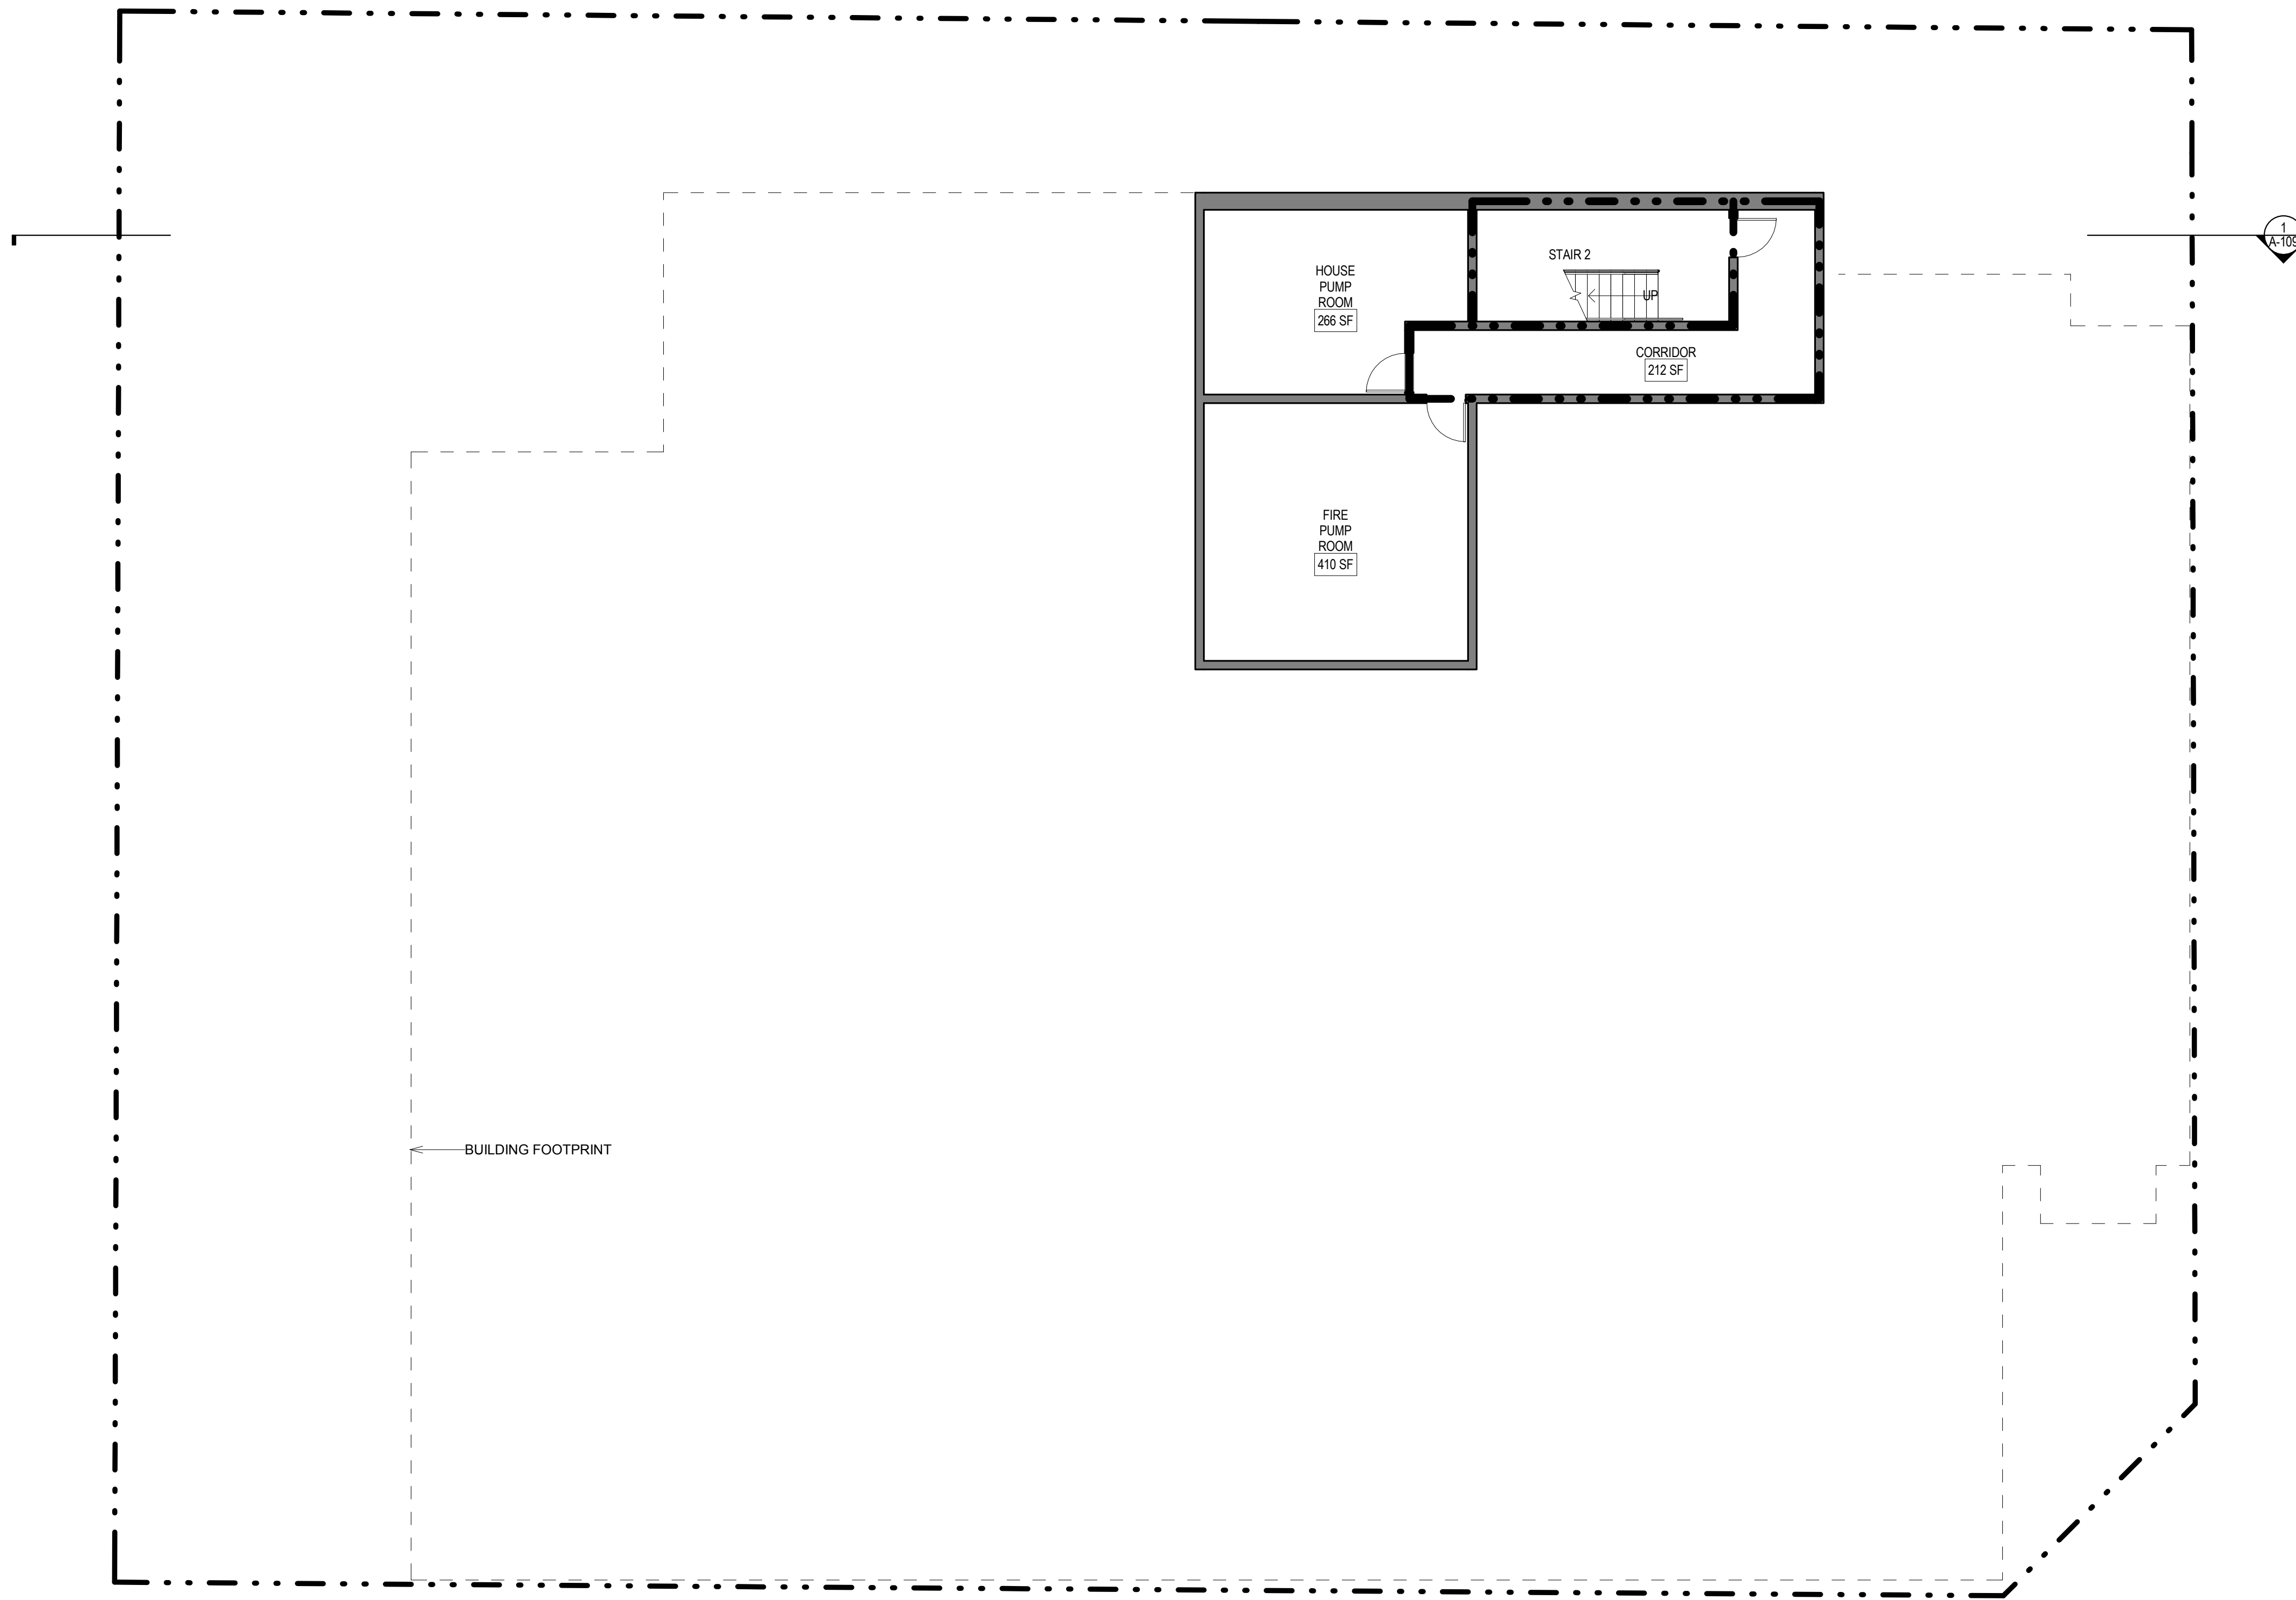 1
A-109
STAIR 2
HOUSE
PUMP
ROOM
266 SF
UP
CORRIDOR
212 SF
FIRE
PUMP
ROOM
410 SF
BUILDING FOOTPRINT